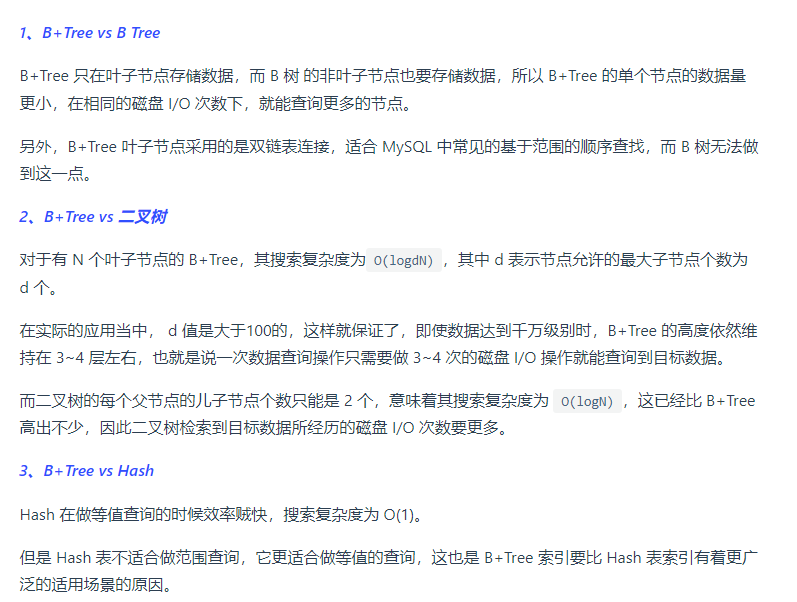 1、B+Tree vs B Tree
B+Tree 只在叶子节点存储数据，而 B 树 的非叶子节点也要存储数据，所以 B+Tree 的单个节点的数据量
更小，在相同的磁盘 I/O 次数下，就能查询更多的节点。
另外，B+Tree 叶子节点采用的是双链表连接，适合 MySQL 中常见的基于范围的顺序查找，而 B 树无法做
到这一点。
2、B+Tree vs 二叉树
对于有 N 个叶子节点的 B+Tree，其搜索复杂度为 O(logdN) ，其中 d 表示节点允许的最大子节点个数为
d 个。
在实际的应用当中， d 值是大于100的，这样就保证了，即使数据达到千万级别时，B+Tree 的高度依然维
持在 3~4 层左右，也就是说一次数据查询操作只需要做 3~4 次的磁盘 I/O 操作就能查询到目标数据。
而二叉树的每个父节点的儿子节点个数只能是 2 个，意味着其搜索复杂度为 O(logN) ，这已经比 B+Tree
高出不少，因此二叉树检索到目标数据所经历的磁盘 I/O 次数要更多。
3、B+Tree vs Hash
Hash 在做等值查询的时候效率贼快，搜索复杂度为 O(1)。
但是 Hash 表不适合做范围查询，它更适合做等值的查询，这也是 B+Tree 索引要比 Hash 表索引有着更广
泛的适用场景的原因。